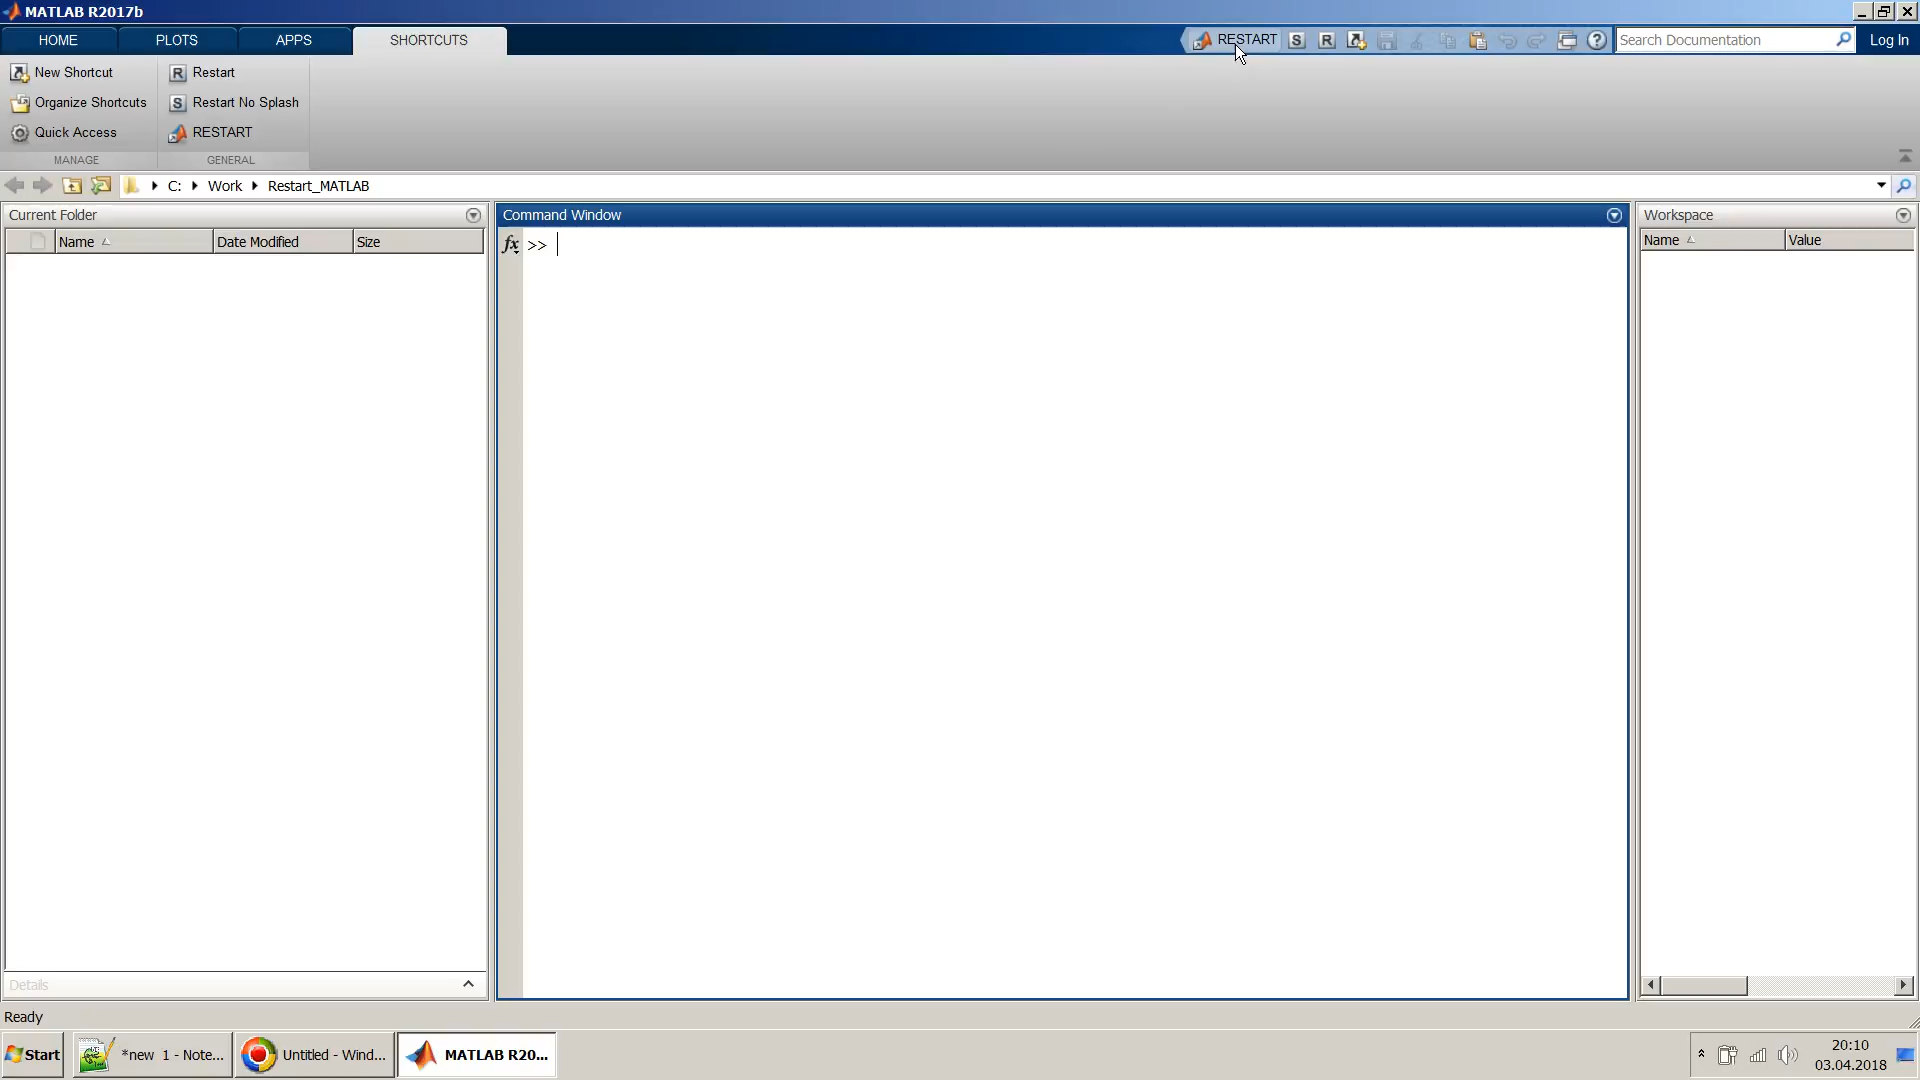 MATLAB R2017b
HOME
PLOTS
APPS
SHORTCUTS
RESTART
S
R
Search Documentation
Log In
New Shortcut
Organize Shortcuts
Quick Access
MANAGE
R Restart
S Restart No Splash
RESTART
GENERAL
C: Work Restart_MATLAB
Current Folder
Name
Date Modified
Size
Details
Command Window
fx >>
Workspace
Name
Value
Ready
Start
*new 1 - Note...
Untitled - Wind...
MATLAB R20...
20:10
03.04.2018